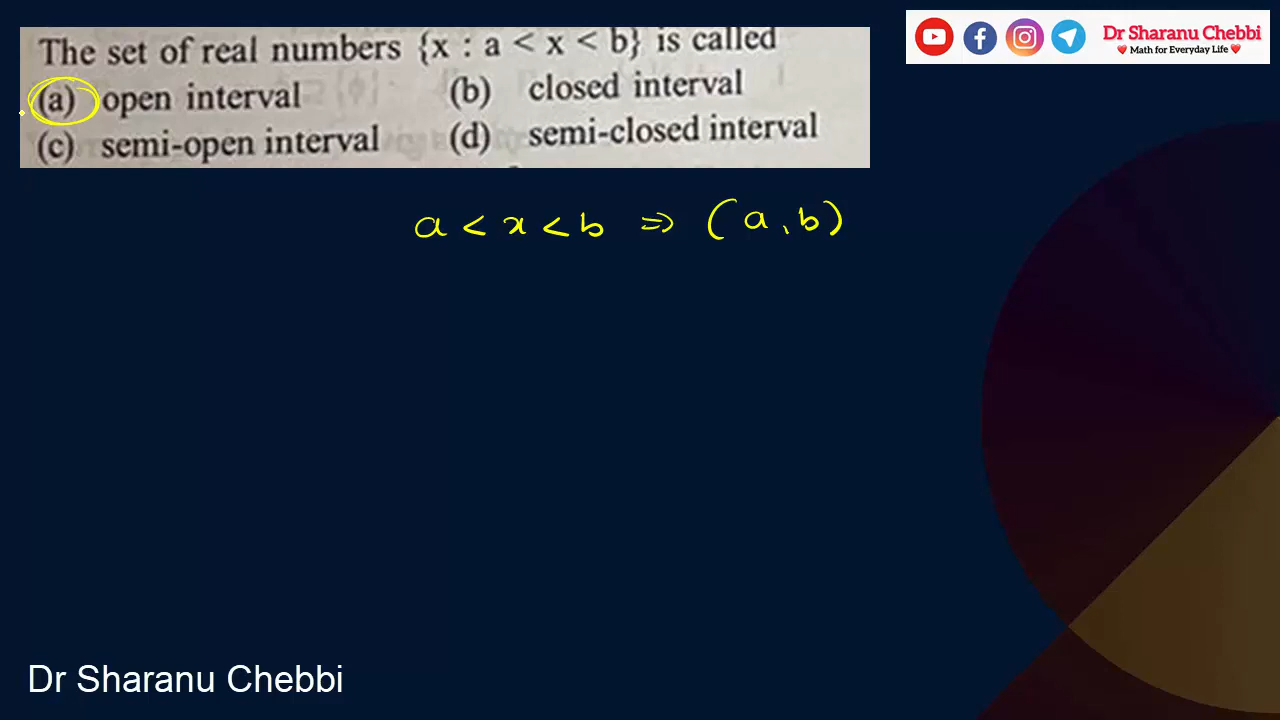 The set of real numbers {x : a < x < b} is called
(a) open interval (b) closed interval
(c) semi-open interval (d) semi-closed interval
Dr Sharanu Chebbi
❤️ Math for Everyday Life ❤️
a < x < b ⇒ (a, b)
Dr Sharanu Chebbi